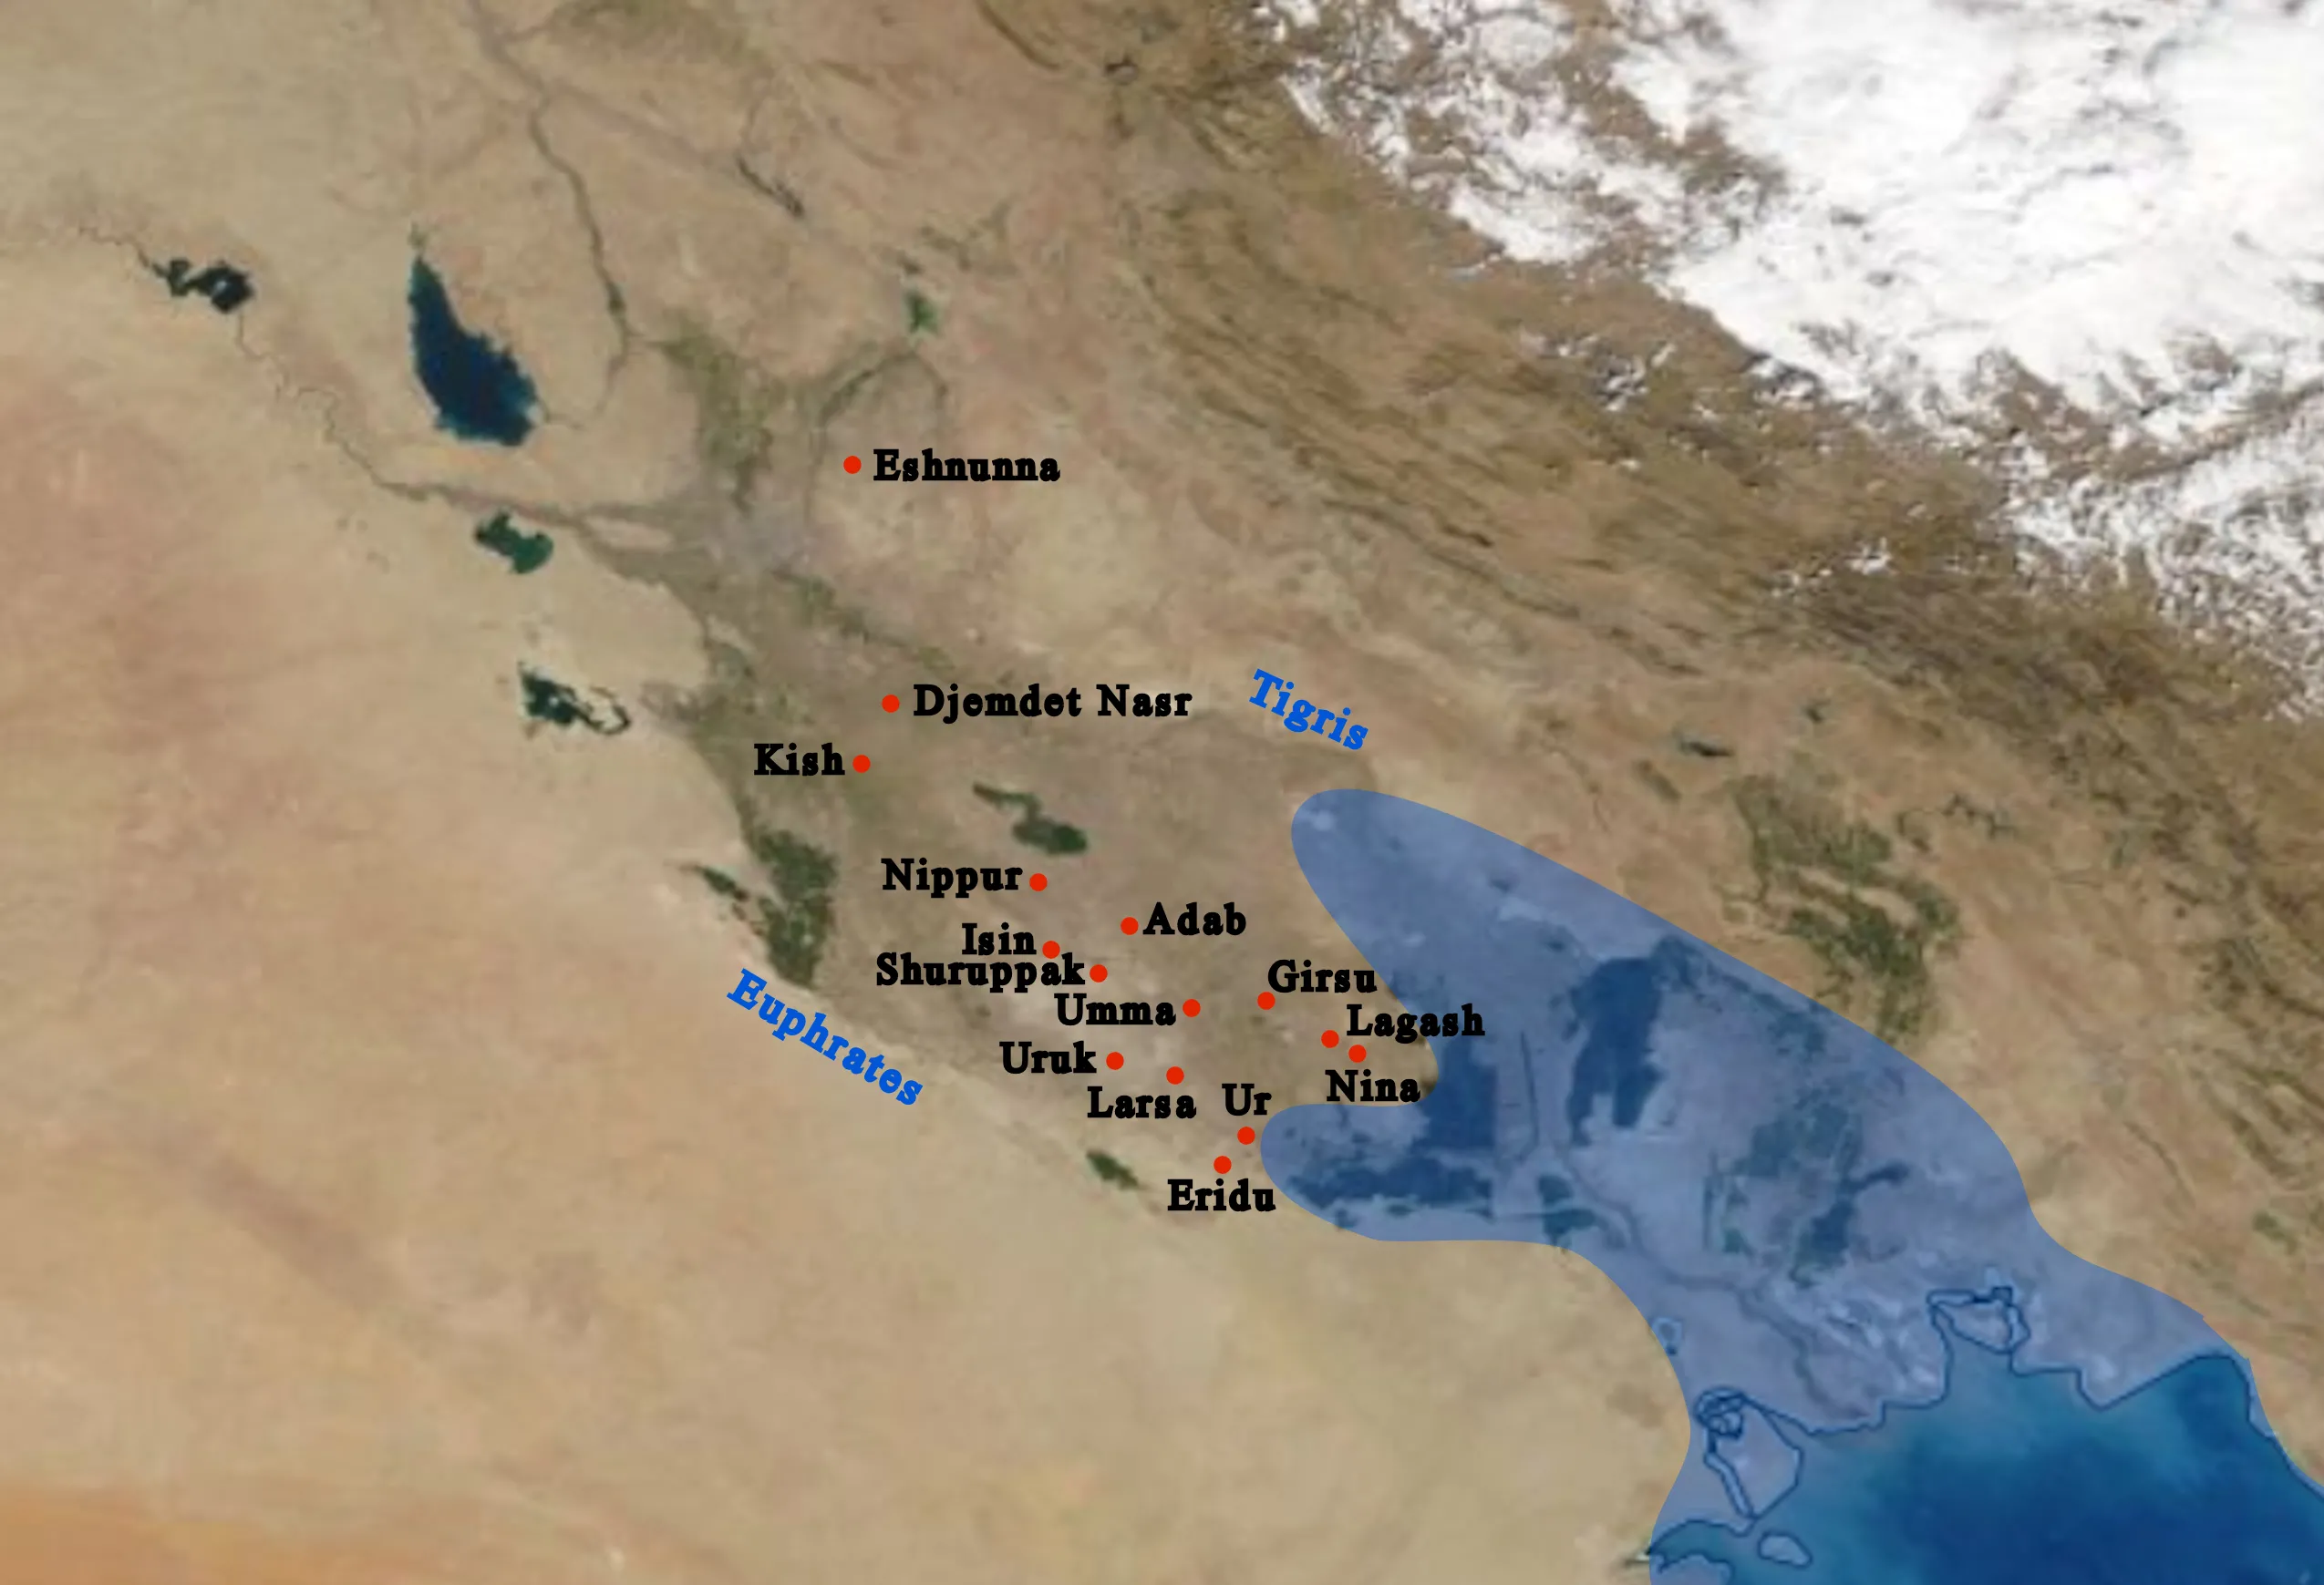 Eshnunna
Tigris
Djemdet Nasr
Kish
Nippur
Adab
Isin
Shuruppak
Girsu
Euphrates
Umma
Lagash
Uruk
Nina
Larsa
Ur
Eridu